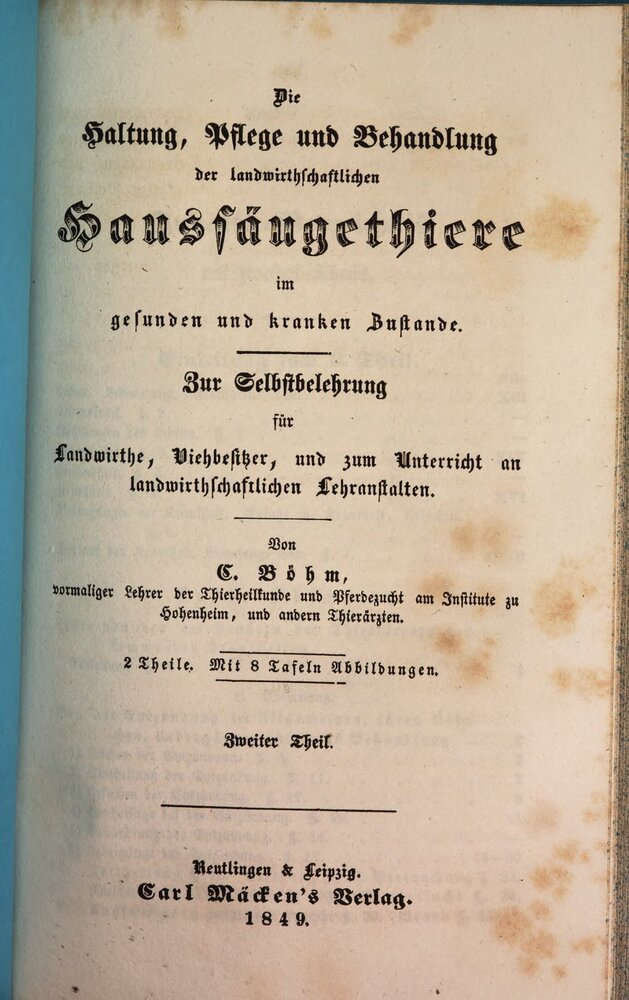 Die
Haltung, Pflege und Behandlung
der landwirthschaftlichen
Haussäugethiere
im
gesunden und kranken Zustande.
Zur Selbstbelehrung
für
Landwirthe, Viehbesitzer, und zum Unterricht an
landwirthschaftlichen Lehranstalten.
Von
C. Böhm,
vormaliger Lehrer der Thierheilkunde und Pferdezucht am Institute zu
Hohenheim, und andern Thierärzten.
2 Theile. Mit 8 Tafeln Abbildungen.
Zweiter Theil.
Reutlingen & Leipzig.
Carl Mäcken's Verlag.
1849.